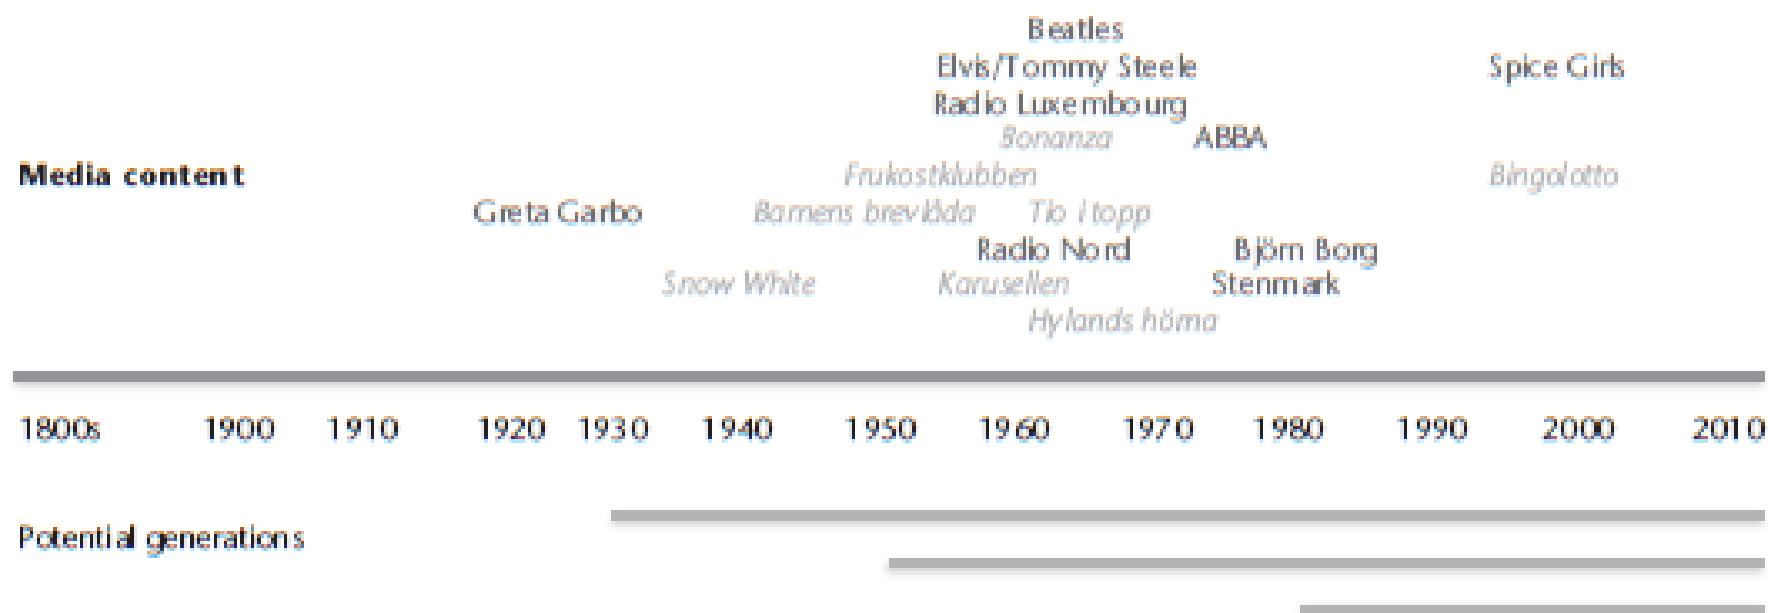 Beatles
Elvis/Tommy Steele Spice Girls
Radio Luxembourg
Bonanza ABBA
Media content Frukostklubben Bingolotto
Greta Garbo Barnens brevlåda Tio i topp
Radio Nord Björn Borg
Snow White Karusellen Stenmark
Hylands hörna
1800s 1900 1910 1920 1930 1940 1950 1960 1970 1980 1990 2000 2010
Potential generations